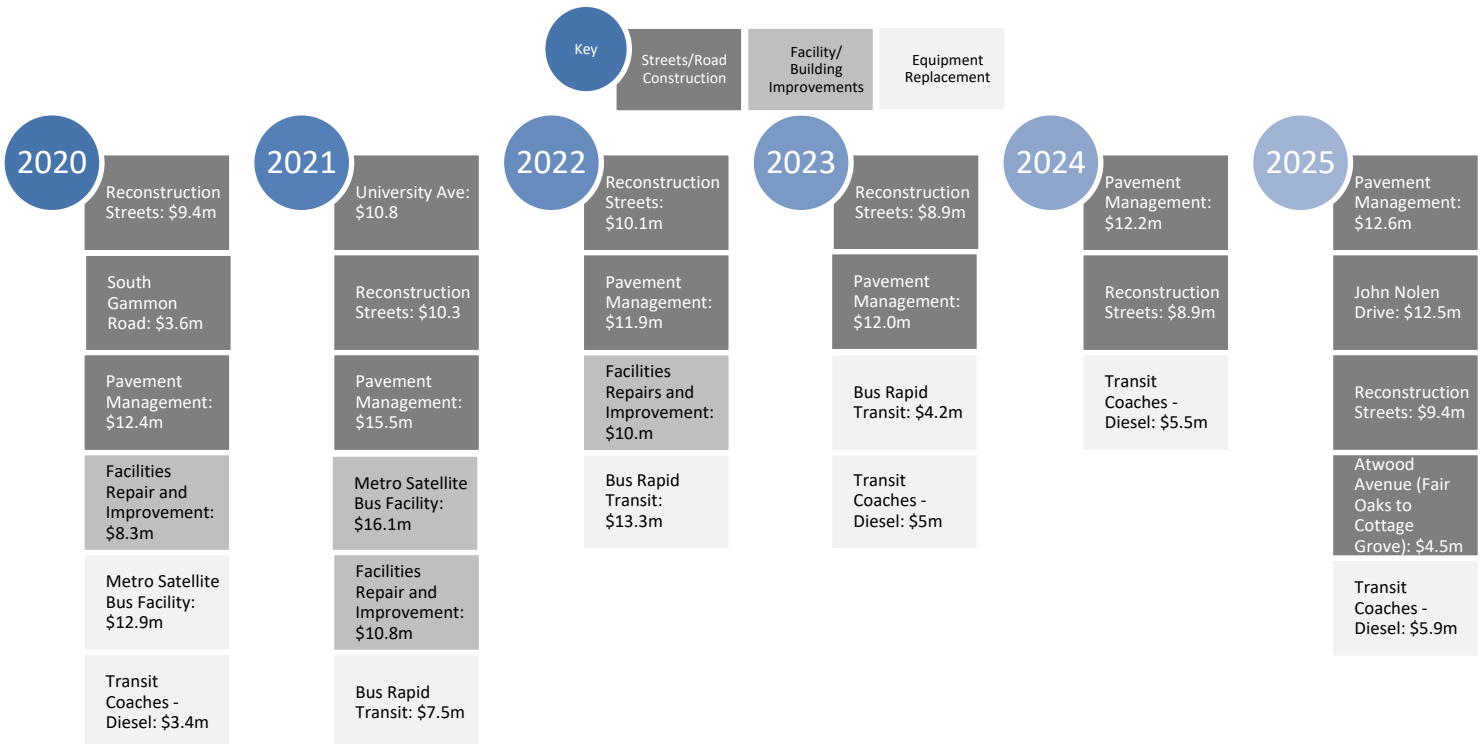 Key
Streets/Road
Construction
Facility/
Building
Improvements
Equipment
Replacement
2020
Reconstruction
Streets: $9.4m
South
Gammon
Road: $3.6m
Pavement
Management:
$12.4m
Facilities
Repair and
Improvement:
$8.3m
Metro Satellite
Bus Facility:
$12.9m
Transit
Coaches -
Diesel: $3.4m
2021
University Ave:
$10.8
Reconstruction
Streets: $10.3
Pavement
Management:
$15.5m
Metro Satellite
Bus Facility:
$16.1m
Facilities
Repair and
Improvement:
$10.8m
Bus Rapid
Transit: $7.5m
2022
Reconstruction
Streets:
$10.1m
Pavement
Management:
$11.9m
Facilities
Repairs and
Improvement:
$10.m
Bus Rapid
Transit:
$13.3m
2023
Reconstruction
Streets: $8.9m
Pavement
Management:
$12.0m
Bus Rapid
Transit: $4.2m
Transit
Coaches -
Diesel: $5m
2024
Pavement
Management:
$12.2m
Reconstruction
Streets: $8.9m
Transit
Coaches -
Diesel: $5.5m
2025
Pavement
Management:
$12.6m
John Nolen
Drive: $12.5m
Reconstruction
Streets: $9.4m
Atwood
Avenue (Fair
Oaks to
Cottage
Grove): $4.5m
Transit
Coaches -
Diesel: $5.9m